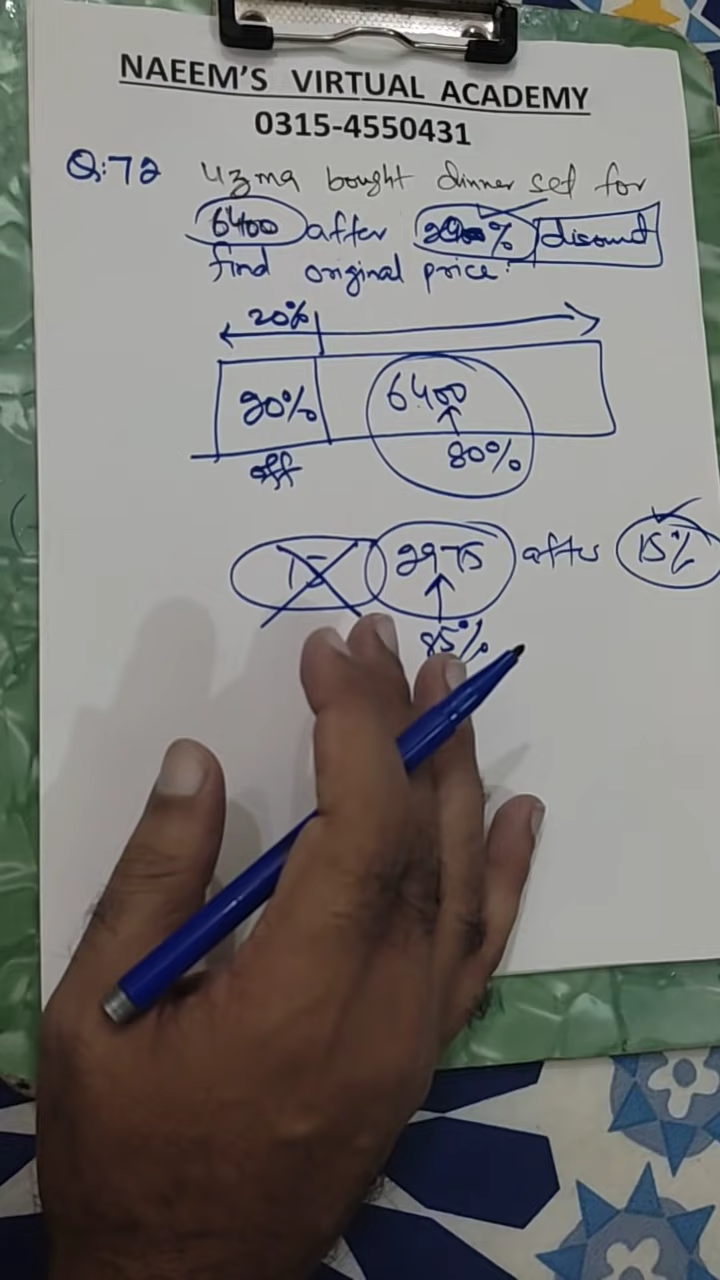 NAEEM'S VIRTUAL ACADEMY
0315-4550431
Q:72 Uzma bought dinner set for
6400 after 20% discount
find original price?
20%
20% 6400
off 80%
15 2975 after 15%
85%